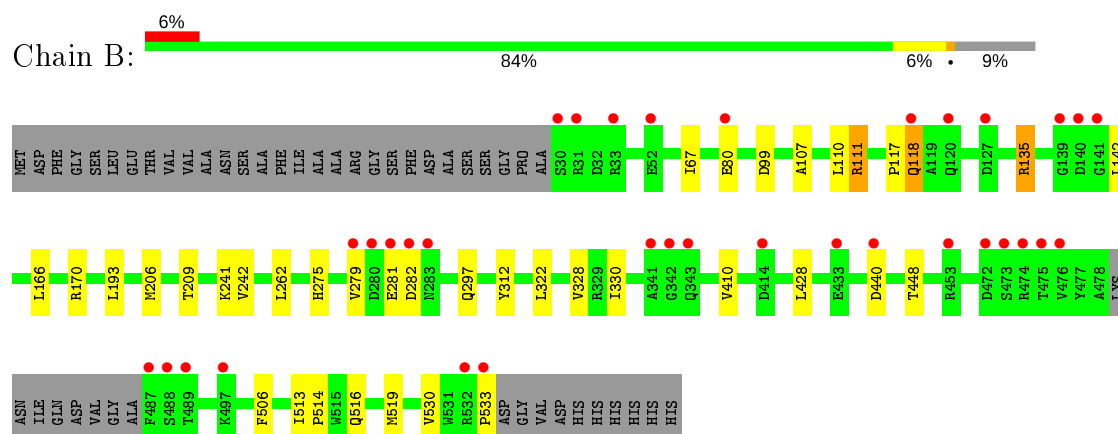 6%
Chain B:
84% 6% • 9%
MET ASP PHE GLY SER LEU GLU THR VAL VAL ALA ASN SER ALA PHE ILE ALA ALA ARG GLY SER PHE ASP ALA SER SER GLY PRO ALA S30 R31 D32 R33 E52 I67 E80 D99 A107 L110 R111 P117 Q118 A119 Q120 D127 R135 G139 D140 G141 L142
L166 R170 L193 M206 T209 K241 V242 L262 H275 V279 D280 E281 D282 N283 Q297 Y312 L322 V328 R329 I330 A341 G342 Q343 V410 D414 L428 E433 D440 T448 R453 D472 S473 R474 T475 V476 Y477 A478 LYS
ASN ILE GLN ASP VAL GLY ALA F487 S488 T489 K497 F506 I513 P514 W515 Q516 M519 V530 W531 R532 P533 ASP GLY VAL ASP HIS HIS HIS HIS HIS HIS